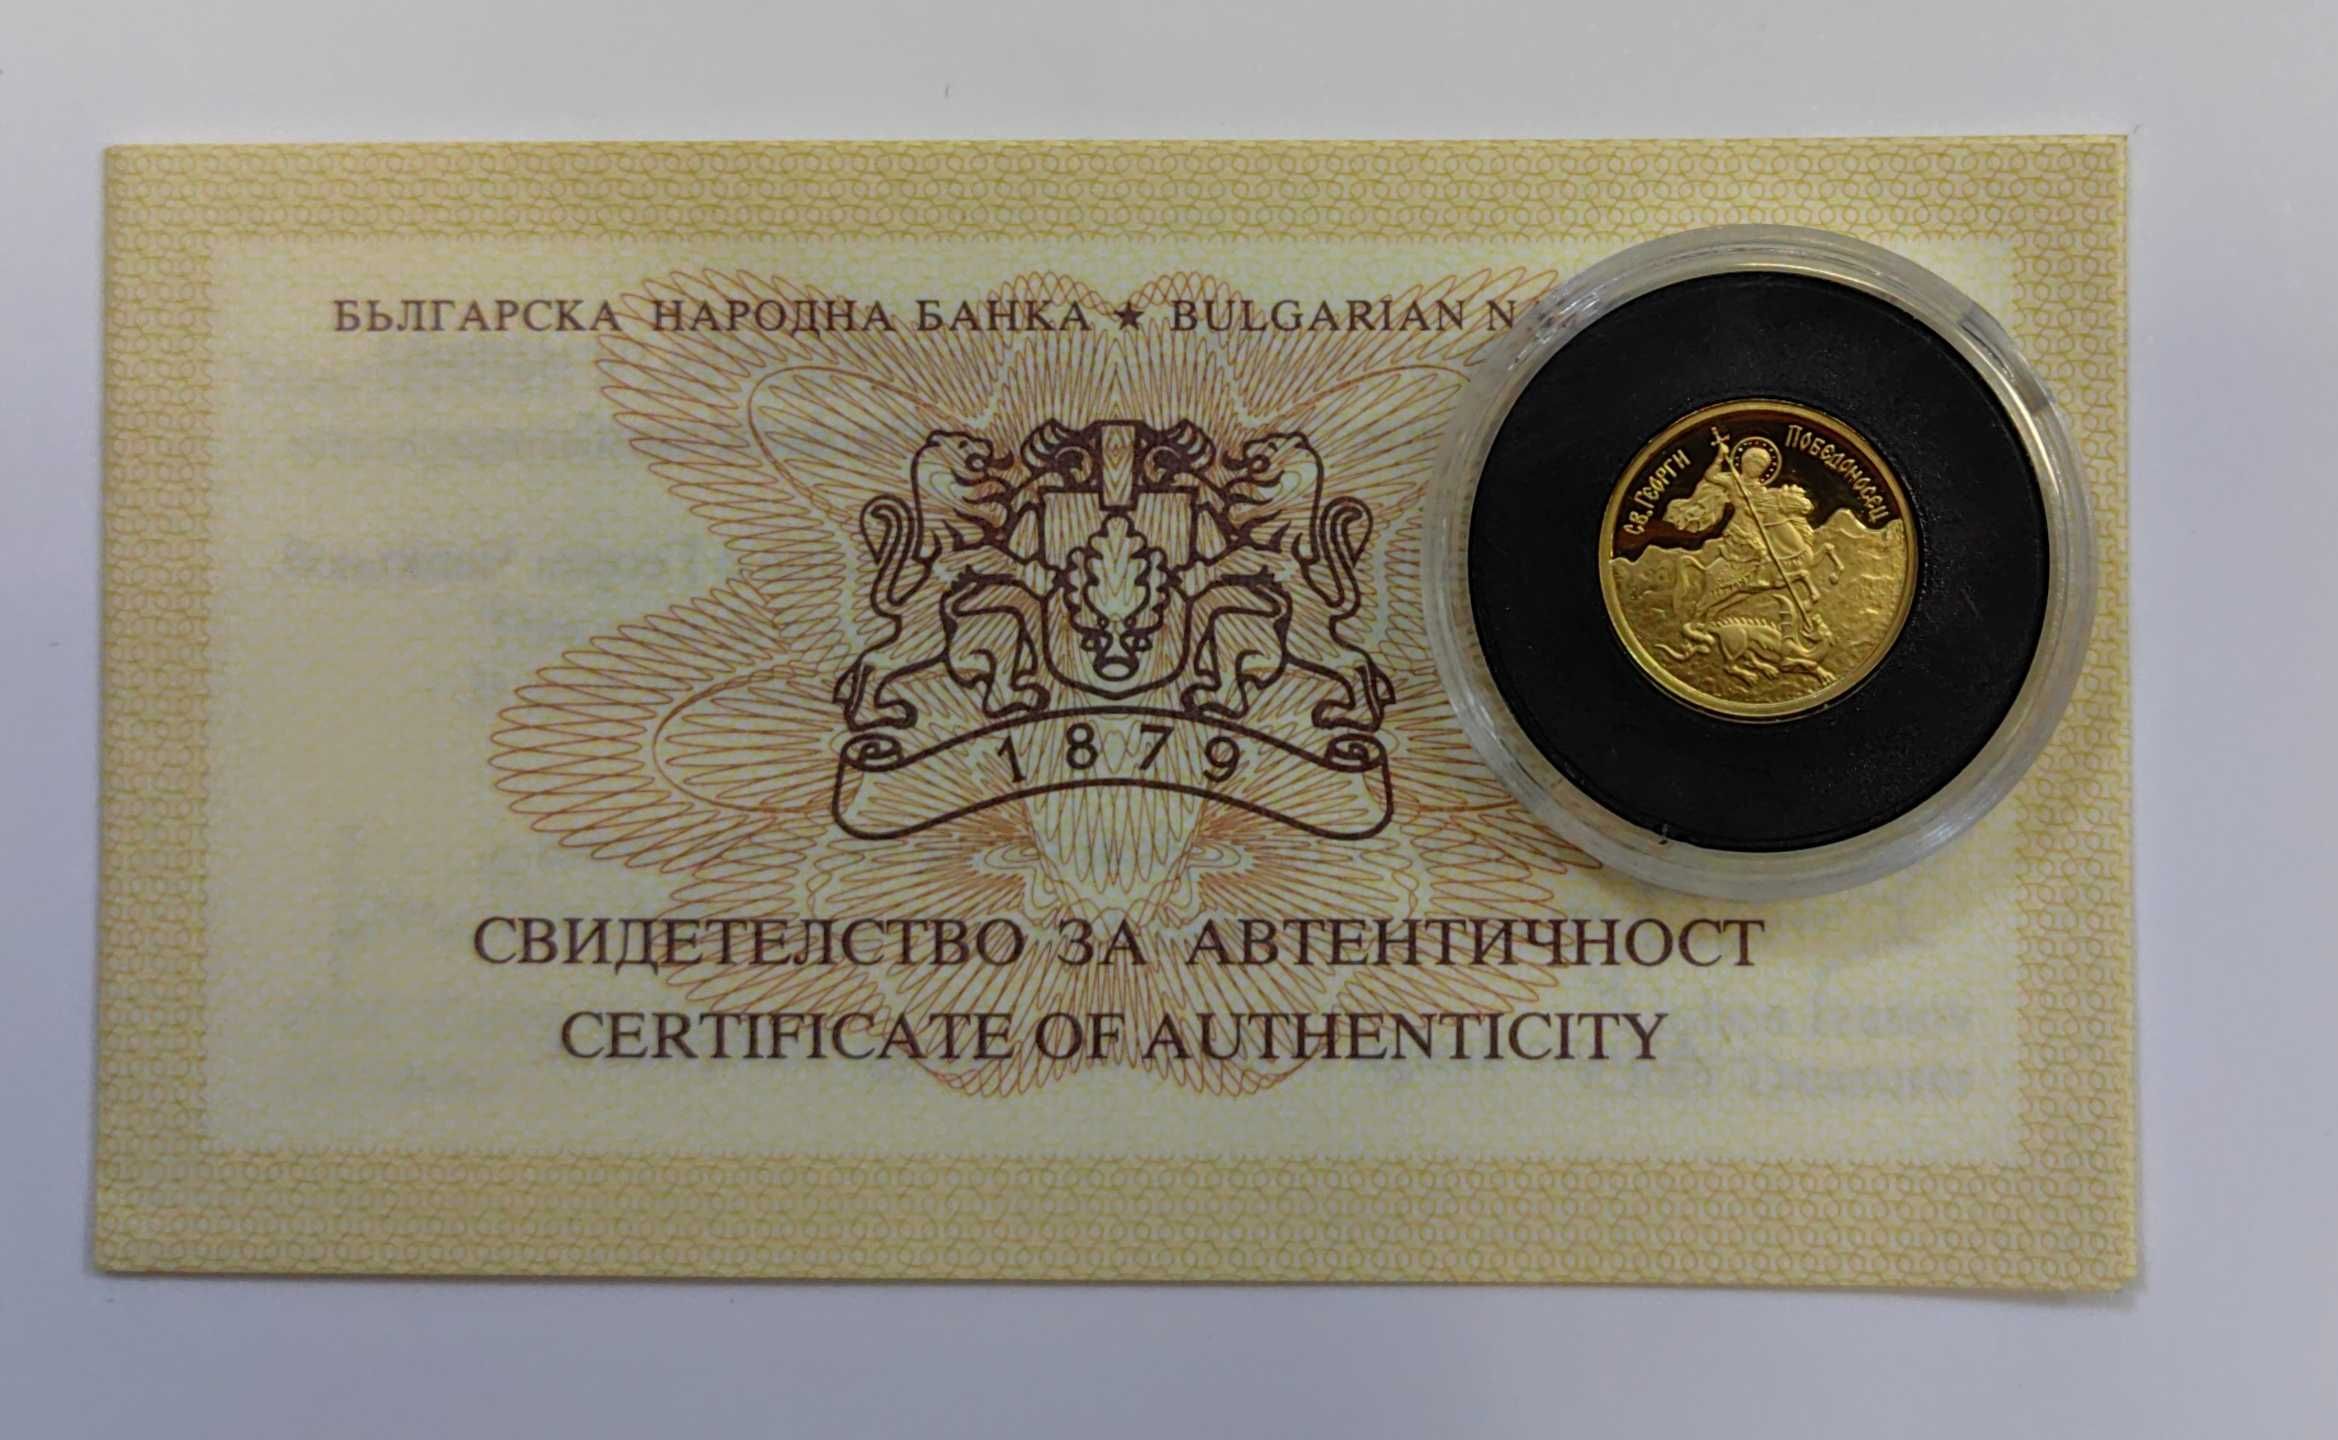 БЪЛГАРСКА НАРОДНА БАНКА ★ BULGARIAN
1879
СВ. ГЕОРГИ ПОБЕДОНОСЕЦ
СВИДЕТЕЛСТВО ЗА АВТЕНТИЧНОСТ
CERTIFICATE OF AUTHENTICITY